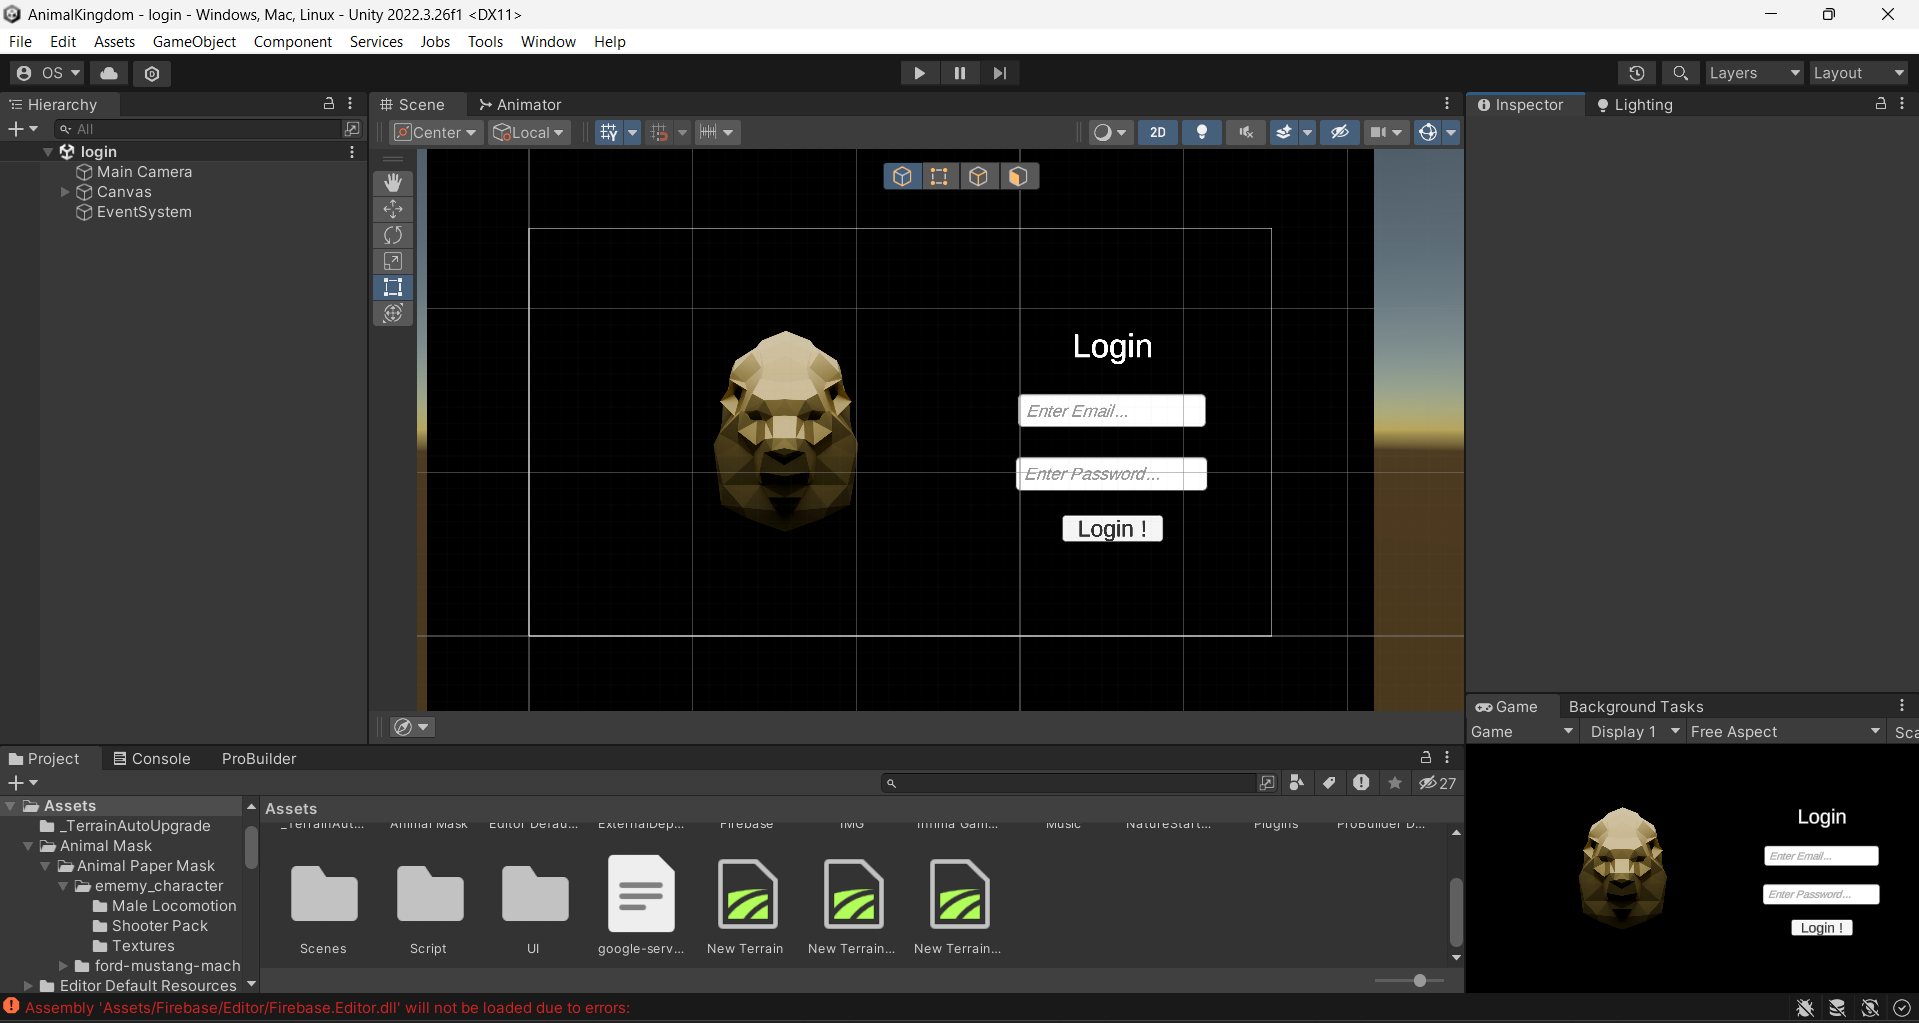 AnimalKingdom - login - Windows, Mac, Linux - Unity 2022.3.26f1 <DX11>
File Edit Assets GameObject Component Services Jobs Tools Window Help
OS Layers Layout
Hierarchy
All
login
Main Camera
Canvas
EventSystem
Scene Animator
Center Local 2D
Login
Enter Email...
Enter Password...
Login !
Inspector Lighting
Game Background Tasks
Game Display 1 Free Aspect Sca
Login
Enter Email...
Enter Password...
Login !
Project Console ProBuilder
27
Assets
_TerrainAutoUpgrade
Animal Mask
Animal Paper Mask
ememy_character
Male Locomotion
Shooter Pack
Textures
ford-mustang-mach
Editor Default Resources
Assets
_TerrainAut... Animal Mask Editor Defau... ExternalDep... Firebase IMG Infima Gam... Music NatureStart... Plugins ProBuilder D...
Scenes Script UI google-serv... New Terrain New Terrain... New Terrain...
Assembly 'Assets/Firebase/Editor/Firebase.Editor.dll' will not be loaded due to errors: